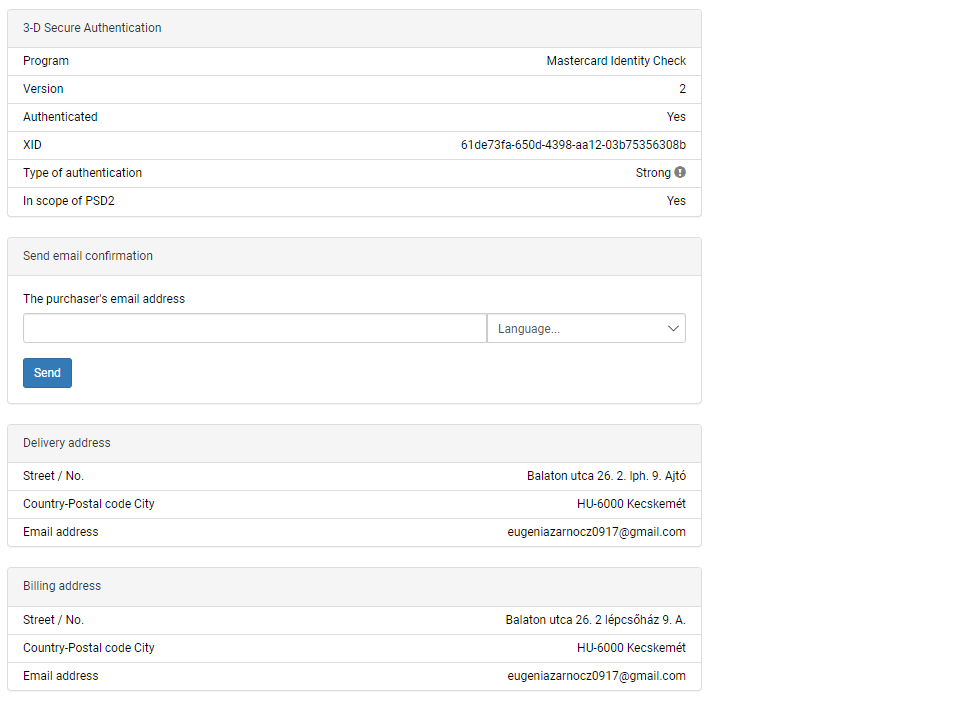 3-D Secure Authentication
Program Mastercard Identity Check
Version 2
Authenticated Yes
XID 61de73fa-650d-4398-aa12-03b75356308b
Type of authentication Strong
In scope of PSD2 Yes
Send email confirmation
The purchaser's email address
Language...
Send
Delivery address
Street / No. Balaton utca 26. 2. lph. 9. Ajtó
Country-Postal code City HU-6000 Kecskemét
Email address eugeniazarnocz0917@gmail.com
Billing address
Street / No. Balaton utca 26. 2 lépcsőház 9. A.
Country-Postal code City HU-6000 Kecskemét
Email address eugeniazarnocz0917@gmail.com